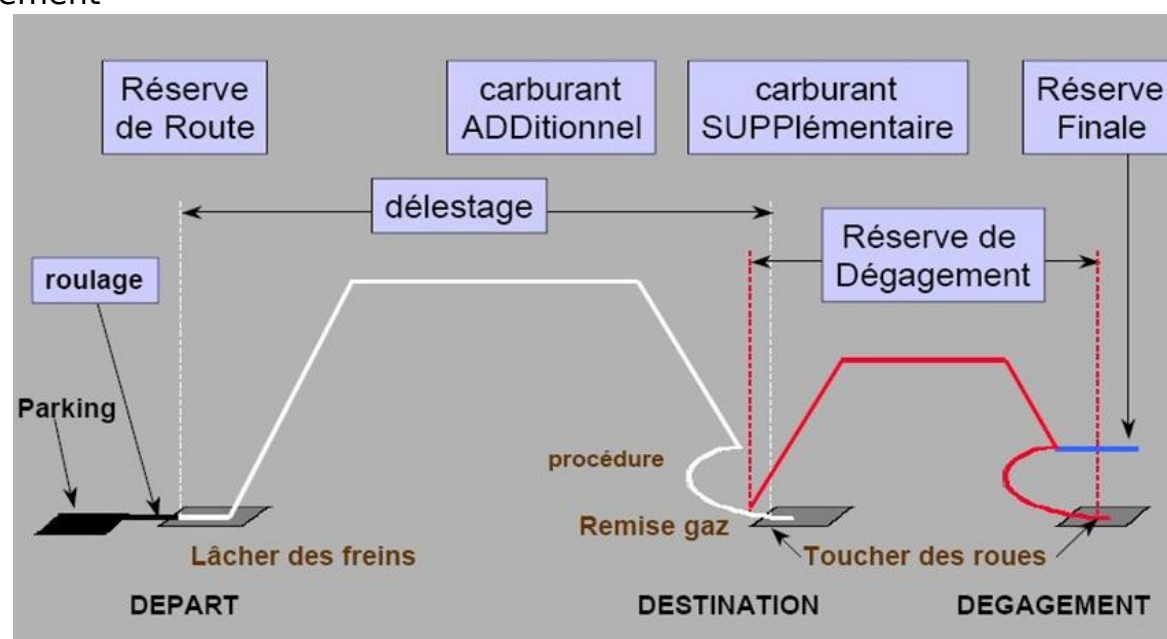 ement
Réserve
de Route
carburant
ADDitionnel
carburant
SUPPlémentaire
Réserve
Finale
délestage
Réserve de
Dégagement
roulage
Parking
procédure
Remise gaz
Lâcher des freins
Toucher des roues
DEPART
DESTINATION
DEGAGEMENT